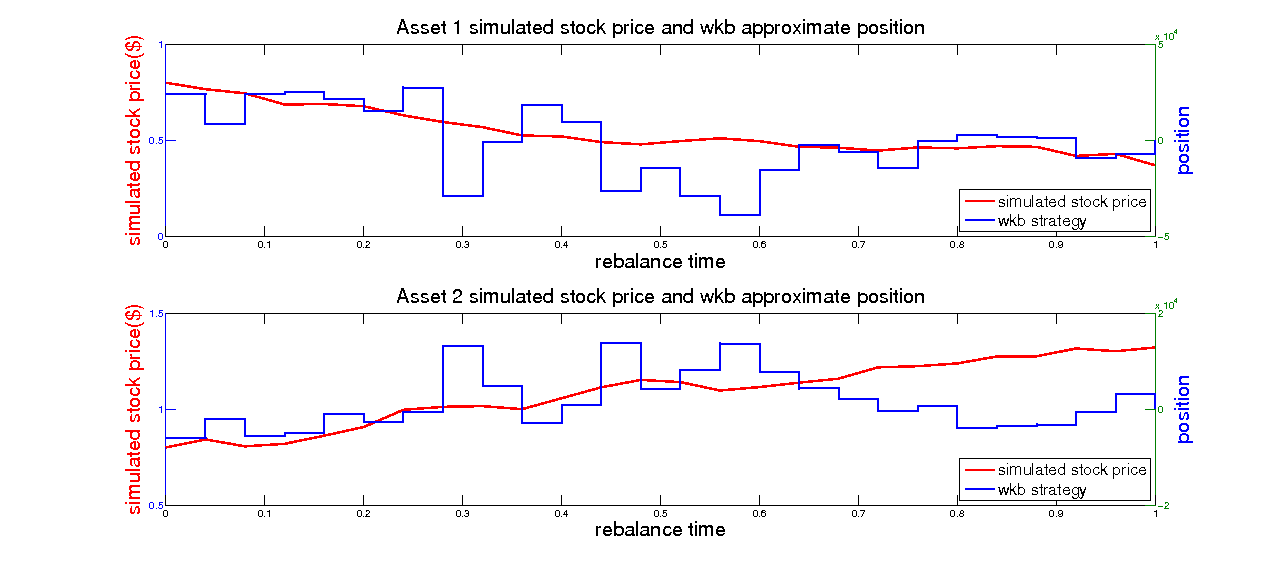 Asset 1 simulated stock price and wkb approximate position
simulated stock price($)
1
0.5
0
x 10^4
5
0
-5
position
simulated stock price
wkb strategy
0 0.1 0.2 0.3 0.4 0.5 0.6 0.7 0.8 0.9 1
rebalance time
Asset 2 simulated stock price and wkb approximate position
simulated stock price($)
1.5
1
0.5
x 10^4
2
0
-2
position
simulated stock price
wkb strategy
0 0.1 0.2 0.3 0.4 0.5 0.6 0.7 0.8 0.9 1
rebalance time